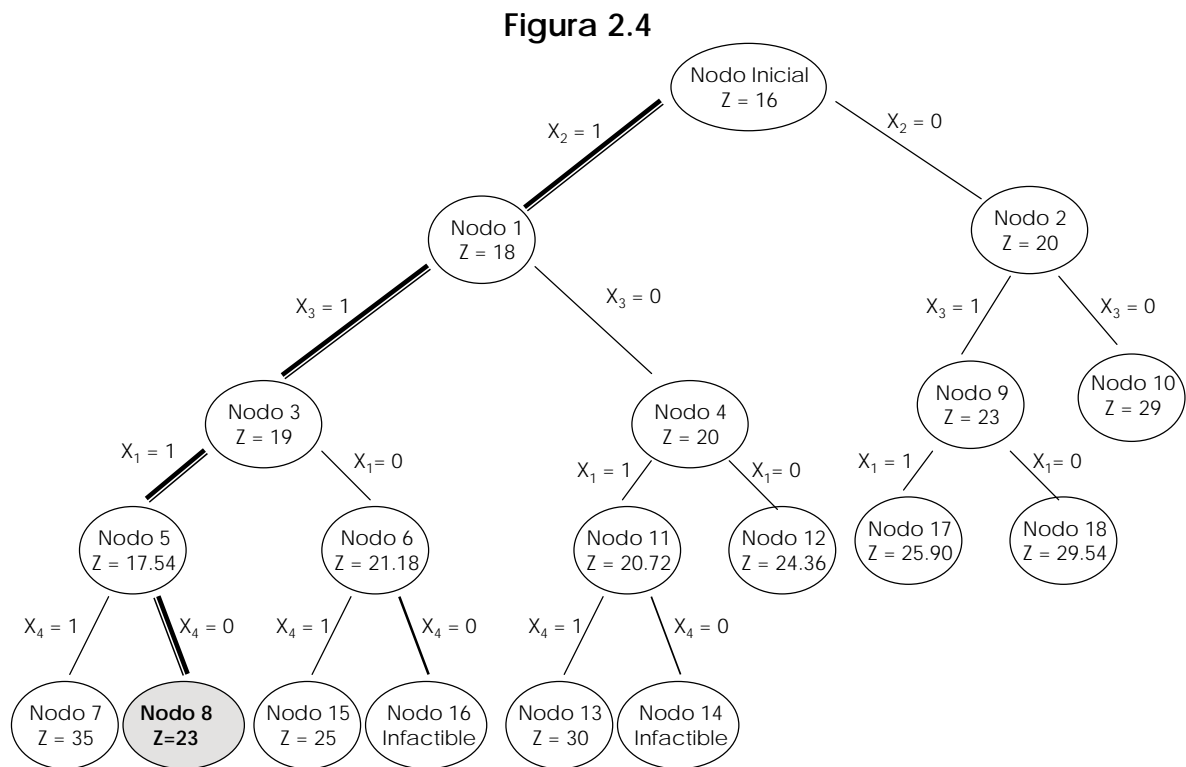 Figura 2.4
Nodo Inicial
Z = 16
X₂ = 1
X₂ = 0
Nodo 1
Z = 18
Nodo 2
Z = 20
X₃ = 1
X₃ = 0
X₃ = 1
X₃ = 0
Nodo 3
Z = 19
Nodo 4
Z = 20
Nodo 9
Z = 23
Nodo 10
Z = 29
X₁ = 1
X₁= 0
X₁ = 1
X₁= 0
X₁ = 1
X₁= 0
Nodo 5
Z = 17.54
Nodo 6
Z = 21.18
Nodo 11
Z = 20.72
Nodo 12
Z = 24.36
Nodo 17
Z = 25.90
Nodo 18
Z = 29.54
X₄ = 1
X₄ = 0
X₄ = 1
X₄ = 0
X₄ = 1
X₄ = 0
Nodo 7
Z = 35
Nodo 8
Z=23
Nodo 15
Z = 25
Nodo 16
Infactible
Nodo 13
Z = 30
Nodo 14
Infactible